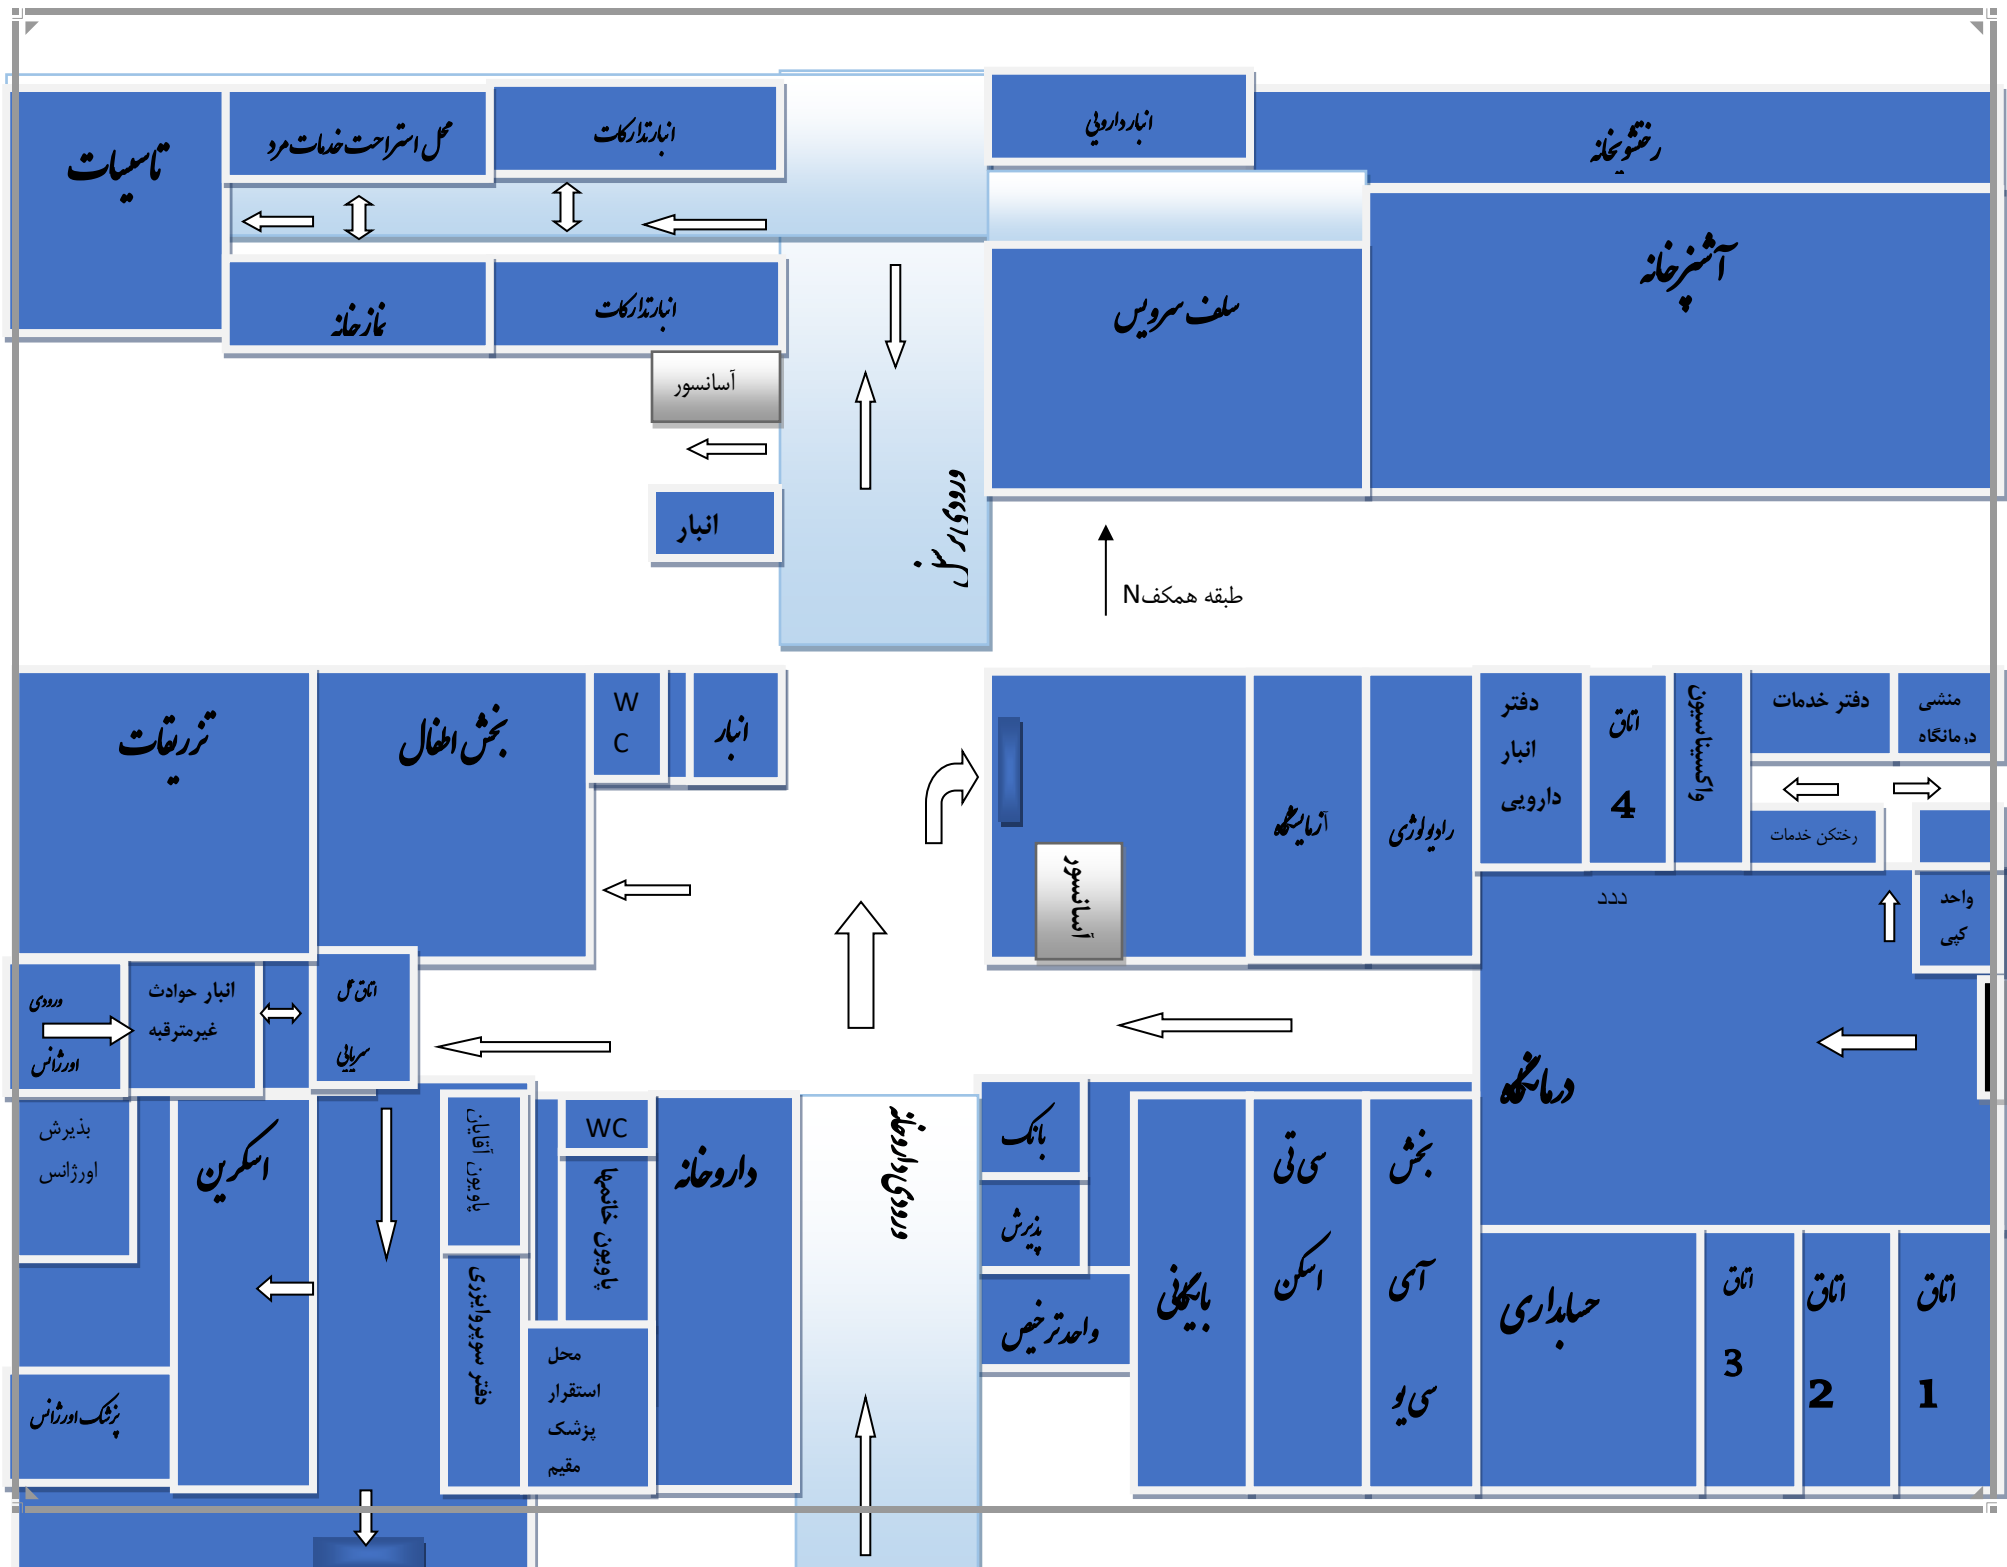 تاسیسات
محل استراحت خدمات مرد
انبار تدارکات
انبار دارویی
رختشویخانه
نمازخانه
انبار تدارکات
سلف سرویس
آشپزخانه
آسانسور
انبار
ورودی پرسنل
طبقه همکف N
تزریقات
بخش اطفال
W
C
انبار
آسانسور
آزمایشگاه
رادیولوژی
دفتر
انبار
دارویی
اتاق
4
واکسیناسیون
دفتر خدمات
منشی
درمانگاه
رختکن خدمات
ددد
واحد
کپی
درمانگاه
ورودی
اورژانس
انبار حوادث
غیرمترقبه
اتاق عمل
سرپایی
پذیرش
اورژانس
اسکرین
پزشک اورژانس
پاویون آقایان
دفتر سوپروایزری
WC
پاویون خانمها
محل
استقرار
پزشک
مقیم
داروخانه
ورودی داروخانه
بانک
پذیرش
واحد ترخیص
بایگانی
سی تی
اسکن
بخش
آی
سی یو
حسابداری
اتاق
3
اتاق
2
اتاق
1